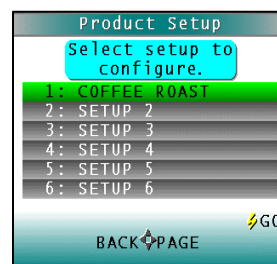 Product Setup
Select setup to
configure.
1: COFFEE ROAST
2: SETUP 2
3: SETUP 3
4: SETUP 4
5: SETUP 5
6: SETUP 6
GO
BACK PAGE